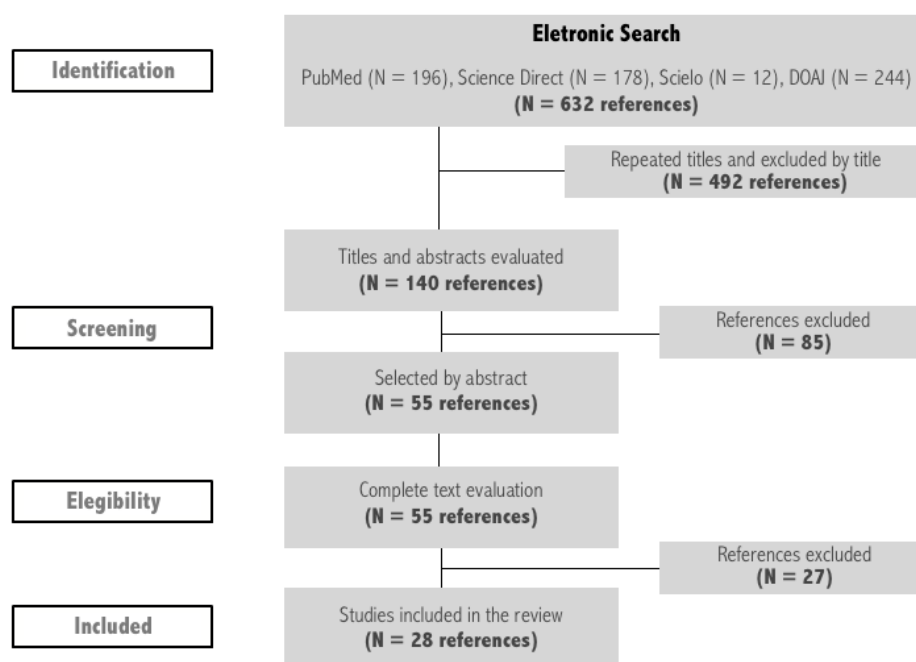 Eletronic Search
Identification
PubMed (N = 196), Science Direct (N = 178), Scielo (N = 12), DOAJ (N = 244)
(N = 632 references)
Repeated titles and excluded by title
(N = 492 references)
Titles and abstracts evaluated
(N = 140 references)
Screening
References excluded
(N = 85)
Selected by abstract
(N = 55 references)
Elegibility
Complete text evaluation
(N = 55 references)
References excluded
(N = 27)
Included
Studies included in the review
(N = 28 references)